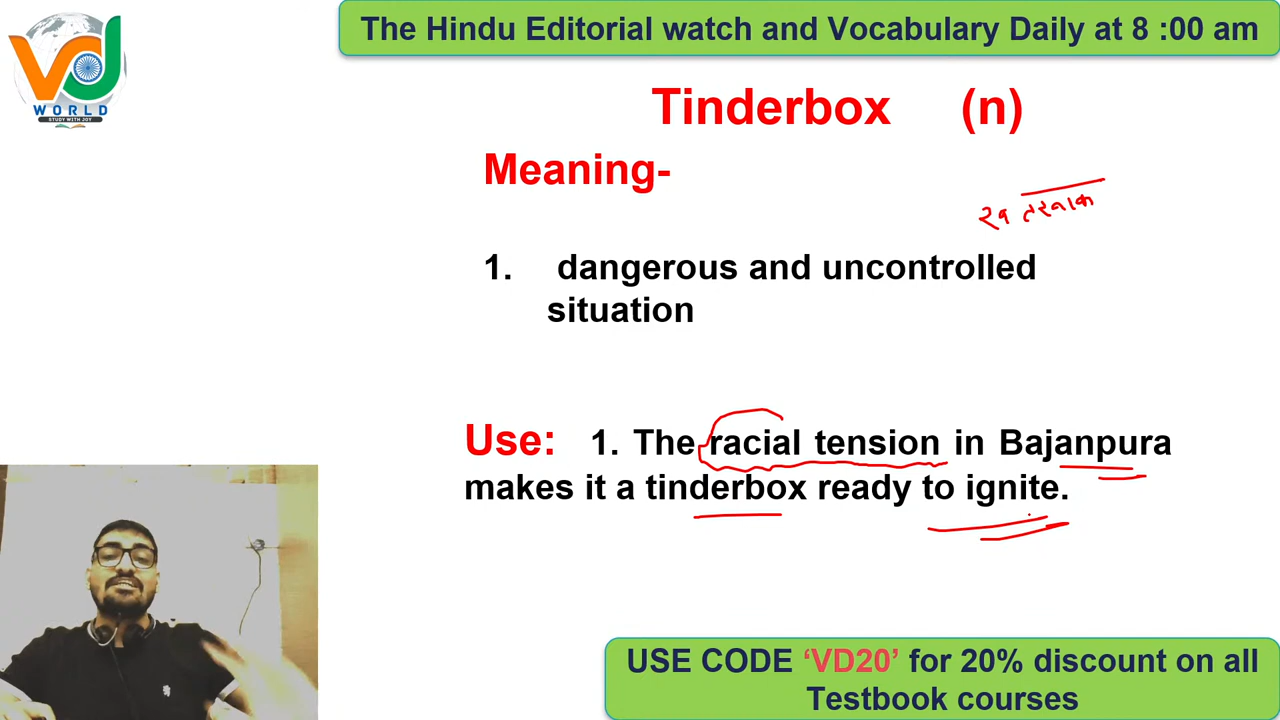 The Hindu Editorial watch and Vocabulary Daily at 8 :00 am
VD
WORLD
STUDY WITH JOY
Tinderbox (n)
Meaning-
खतरनाक
1. dangerous and uncontrolled
situation
Use: 1. The racial tension in Bajanpura
makes it a tinderbox ready to ignite.
USE CODE ‘VD20’ for 20% discount on all
Testbook courses